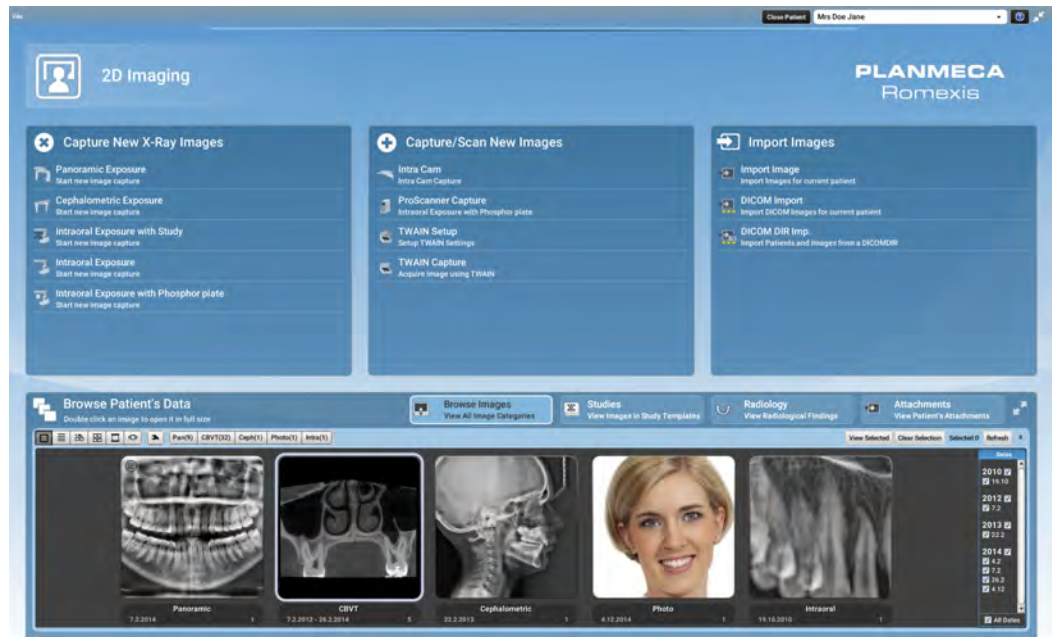 File
Close Patient Mrs Doe Jane
2D Imaging
PLANMECA
Romexis
Capture New X-Ray Images
Panoramic Exposure
Start new image capture
Cephalometric Exposure
Start new image capture
Intraoral Exposure with Study
Start new image capture
Intraoral Exposure
Start new image capture
Intraoral Exposure with Phosphor plate
Start new image capture
Capture/Scan New Images
Intra Cam
Intra Cam Capture
ProScanner Capture
Intraoral Exposure with Phosphor plate
TWAIN Setup
Setup TWAIN Settings
TWAIN Capture
Acquire image using TWAIN
Import Images
Import Image
Import Images for current patient
DICOM Import
Import DICOM Images for current patient
DICOM DIR Imp.
Import Patients and Images from a DICOMDIR
Browse Patient's Data
Double click an image to open it in full size
Browse Images
View All Image Categories
Studies
View Images in Study Templates
Radiology
View Radiological Findings
Attachments
View Patient's Attachments
Pan(9) CBVT(32) Ceph(1) Photo(1) Intra(1)
View Selected Clear Selection Selected:0 Refresh
Panoramic
7.2.2014 1
CBVT
7.2.2012 - 26.2.2014 5
Cephalometric
22.2.2013 1
Photo
4.12.2014 1
Intraoral
19.10.2010 1
Dates
2010
19.10
2012
7.2
2013
22.2
2014
4.2
7.2
26.2
4.12
All Dates